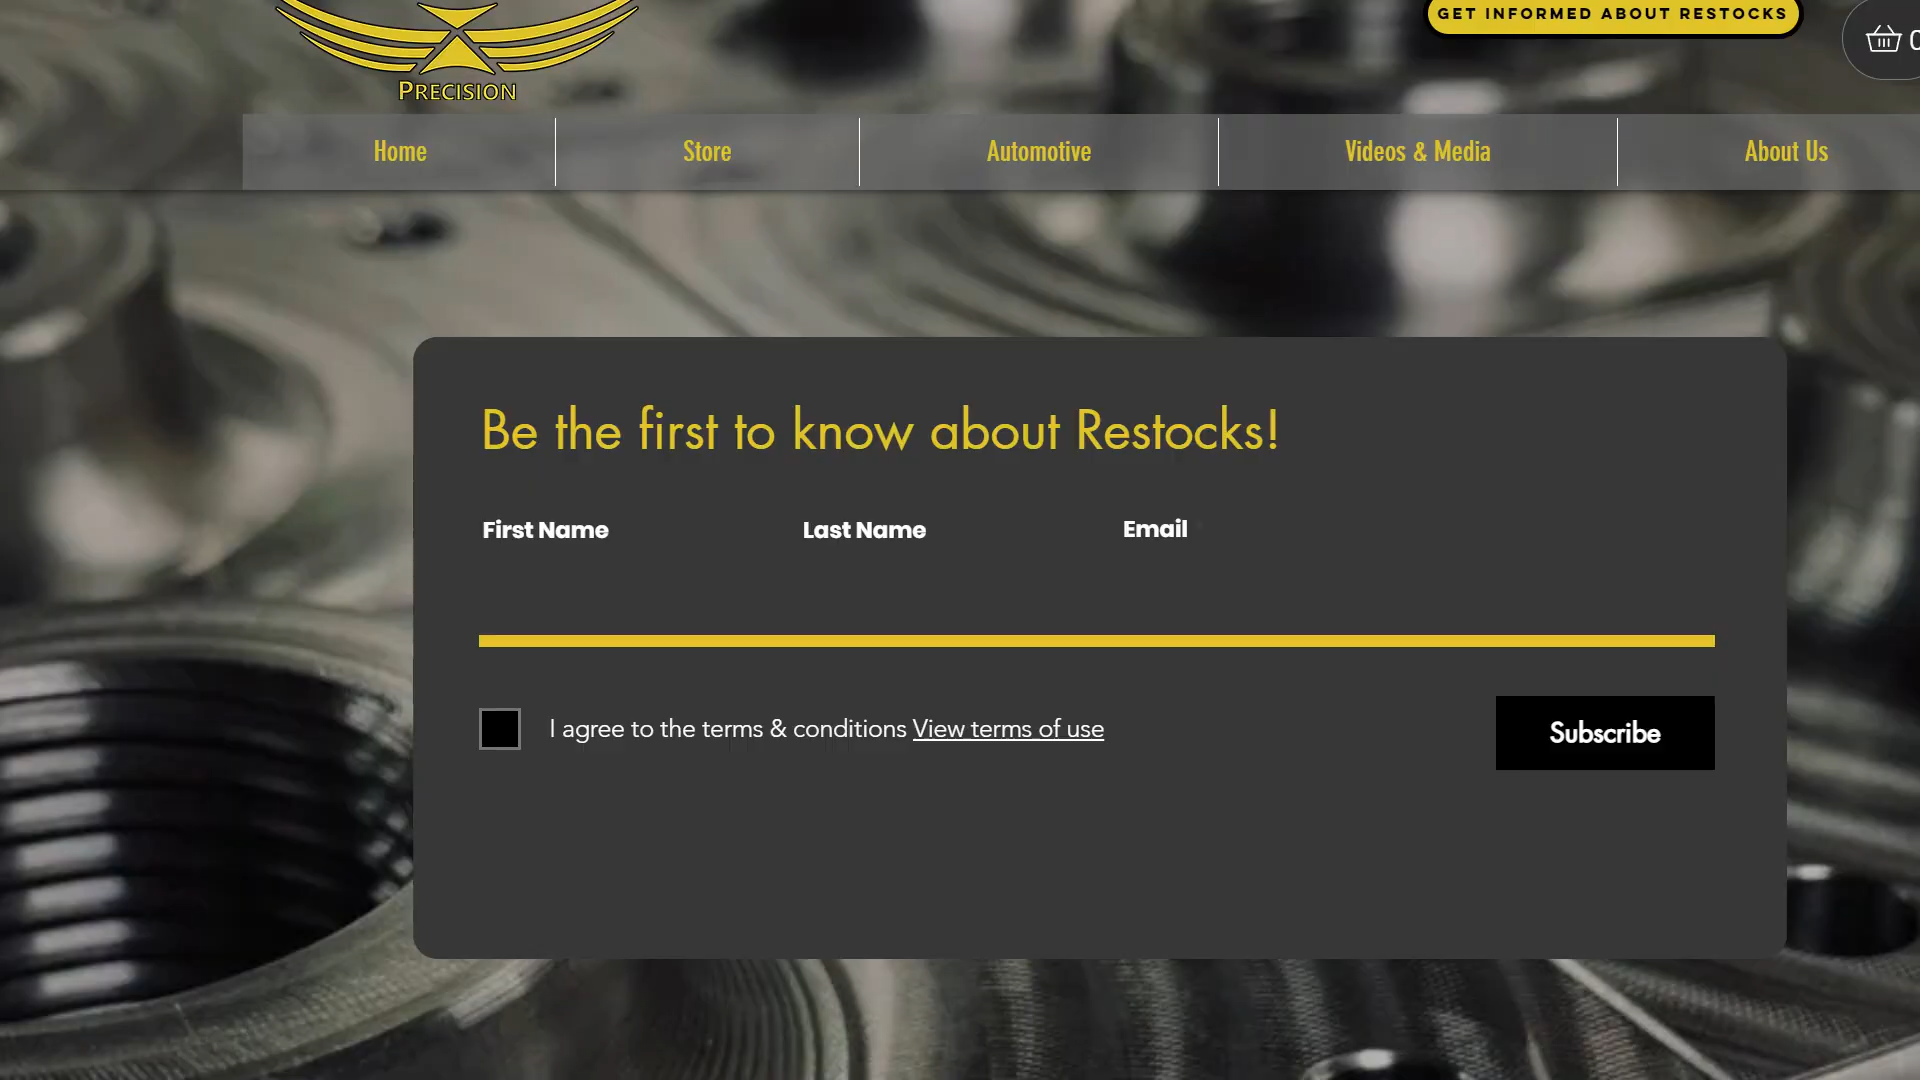 GET INFORMED ABOUT RESTOCKS
PRECISION
Home
Store
Automotive
Videos & Media
About Us
Be the first to know about Restocks!
First Name
Last Name
Email
I agree to the terms & conditions View terms of use
Subscribe